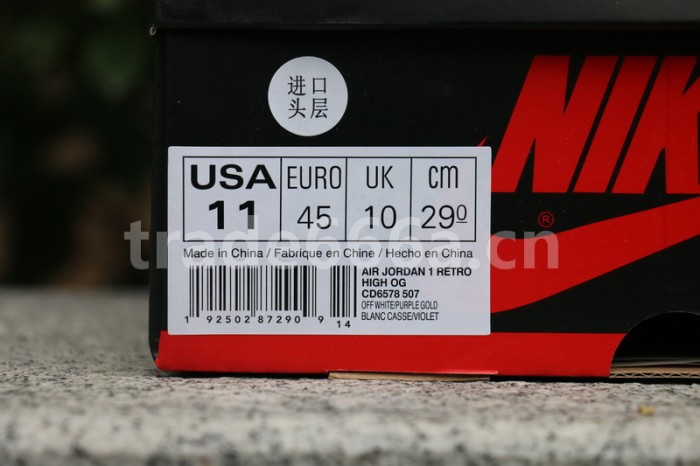 进口
头层
NIK
®
USA EURO UK cm
11 45 10 29º
Made in China / Fabrique en Chine / Hecho en China
AIR JORDAN 1 RETRO
HIGH OG
CD6578 507
OFF WHITE/PURPLE GOLD
BLANC CASSE/VIOLET
1 92502 87290 9 14
trade666a.cn